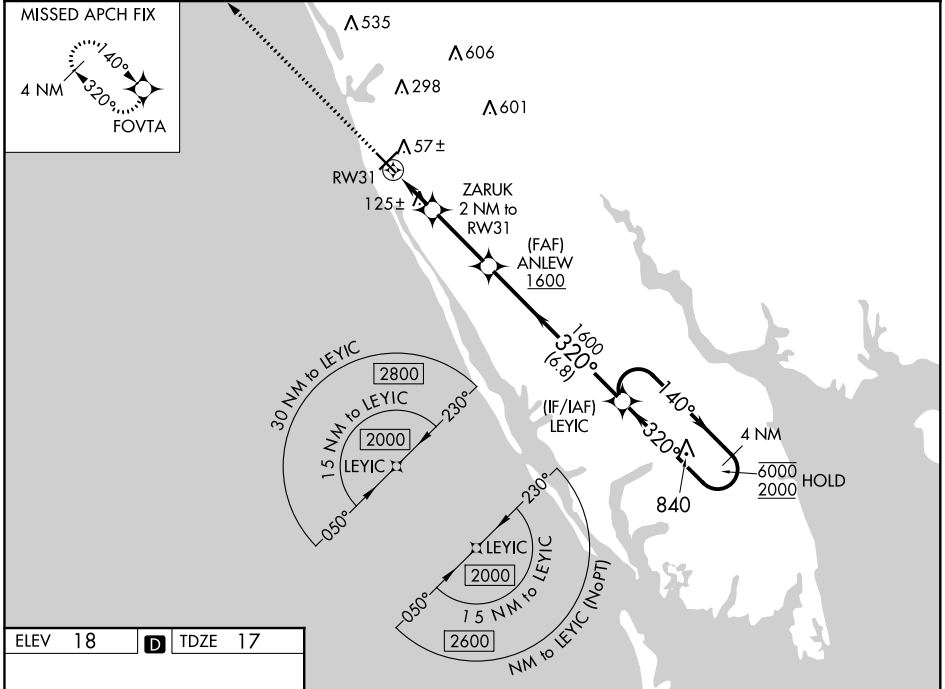 MISSED APCH FIX
140°
4 NM
320°
FOVTA
535
606
298
601
57±
RW31
125±
ZARUK
2 NM to
RW31
(FAF)
ANLEW
1600
1600
320°
(6.8)
(IF/IAF)
LEYIC
140°
320°
4 NM
6000
2000
HOLD
840
30 NM to LEYIC
2800
15 NM to LEYIC
2000
LEYIC
230°
050°
230°
LEYIC
2000
050°
15 NM to LEYIC
2600
NM to LEYIC (NoPT)
ELEV 18
D
TDZE 17